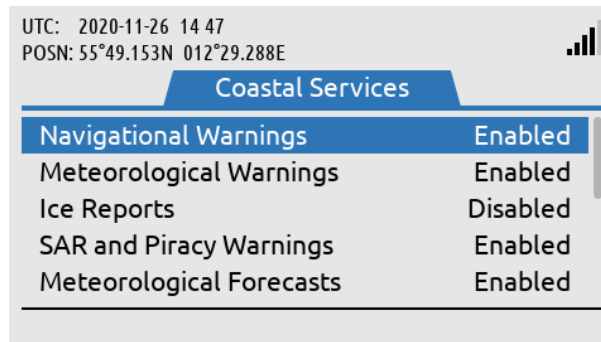 UTC: 2020-11-26 14 47
POSN: 55°49.153N 012°29.288E
Coastal Services
Navigational Warnings Enabled
Meteorological Warnings Enabled
Ice Reports Disabled
SAR and Piracy Warnings Enabled
Meteorological Forecasts Enabled